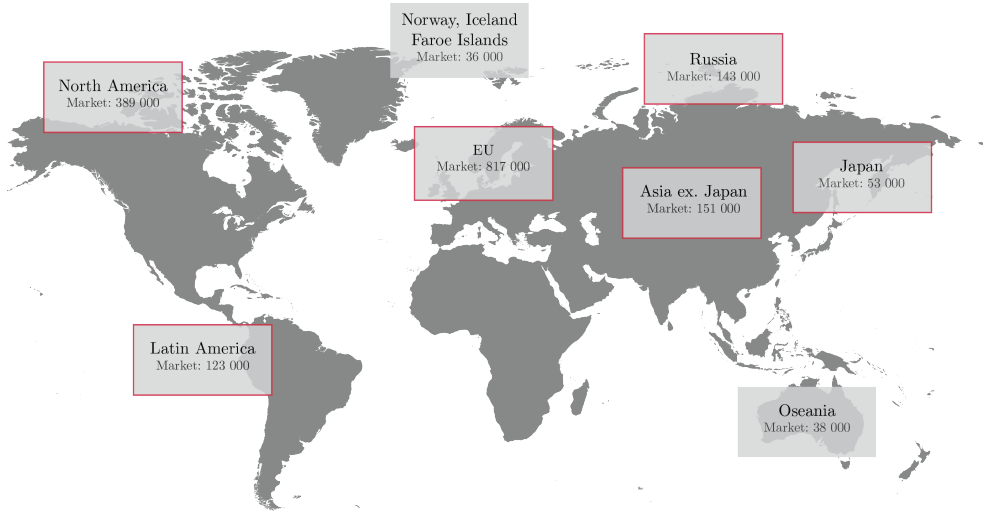 Norway, Iceland
Faroe Islands
Market: 36 000
Russia
Market: 143 000
North America
Market: 389 000
EU
Market: 817 000
Japan
Market: 53 000
Asia ex. Japan
Market: 151 000
Latin America
Market: 123 000
Oseania
Market: 38 000